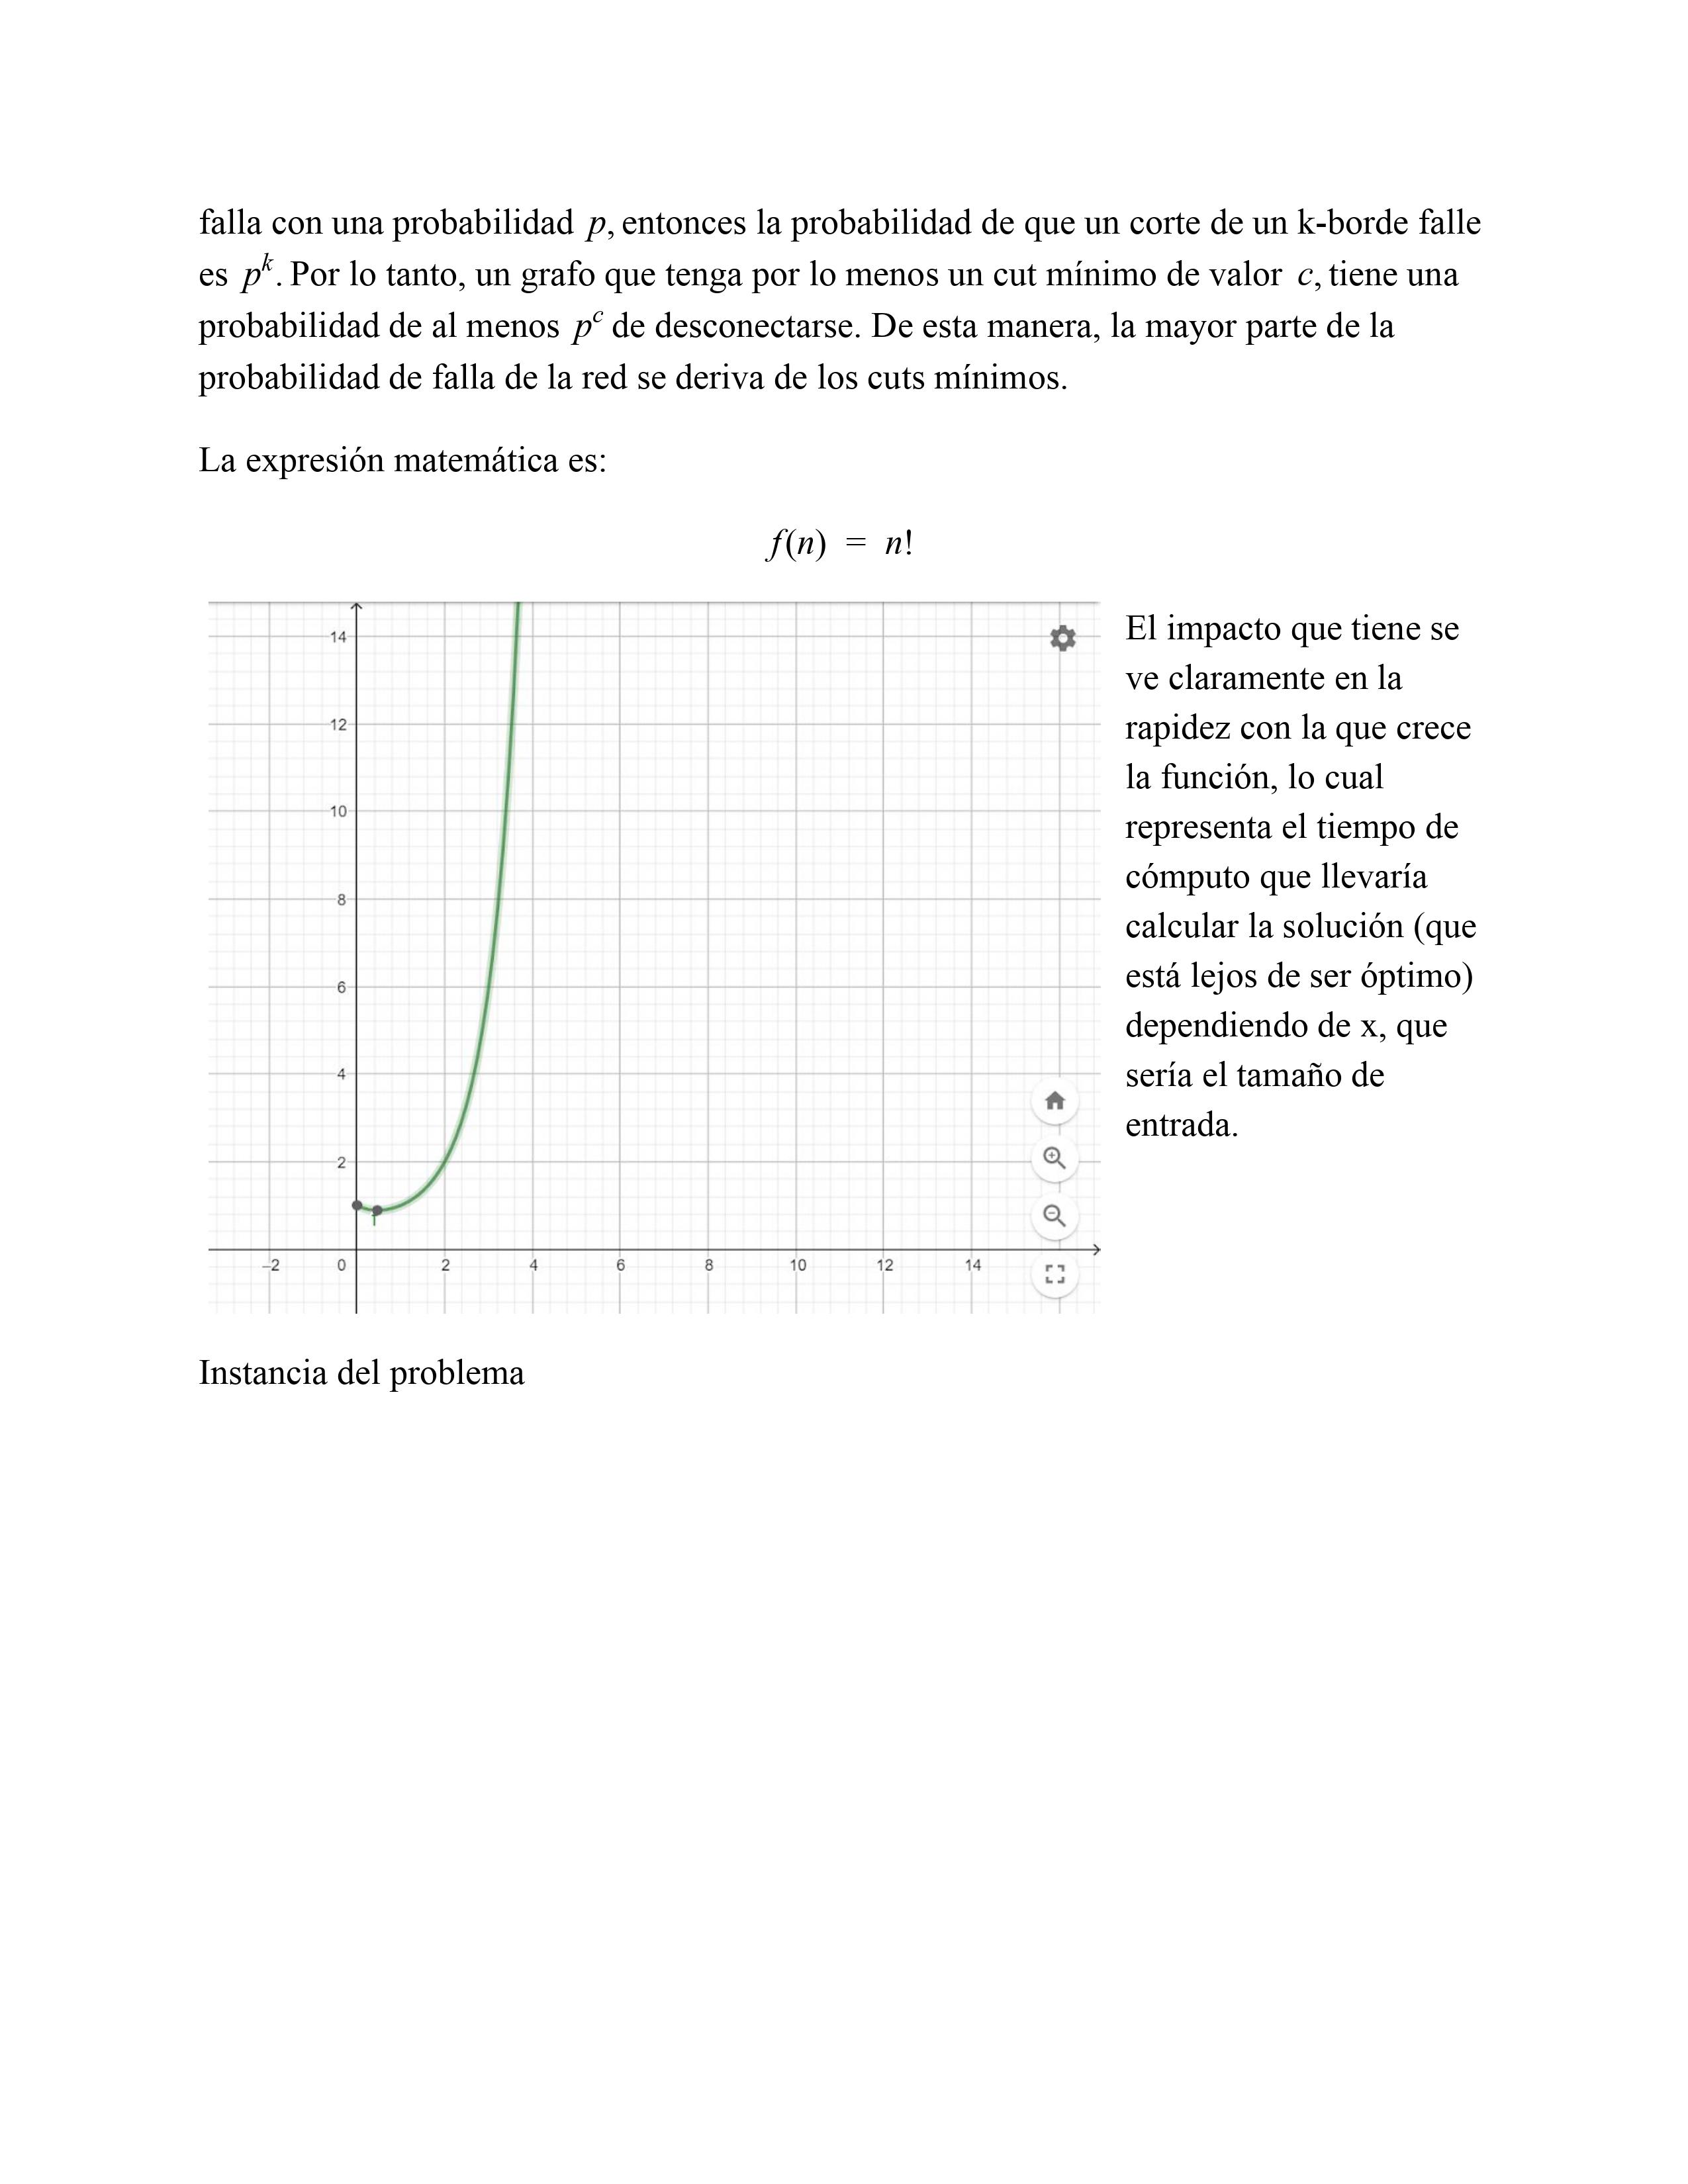 falla con una probabilidad p, entonces la probabilidad de que un corte de un k-borde falle
es p^k. Por lo tanto, un grafo que tenga por lo menos un cut mínimo de valor c, tiene una
probabilidad de al menos p^c de desconectarse. De esta manera, la mayor parte de la
probabilidad de falla de la red se deriva de los cuts mínimos.
La expresión matemática es:
f(n) = n!
14
12
10
8
6
4
2
f
–2 0 2 4 6 8 10 12 14
El impacto que tiene se
ve claramente en la
rapidez con la que crece
la función, lo cual
representa el tiempo de
cómputo que llevaría
calcular la solución (que
está lejos de ser óptimo)
dependiendo de x, que
sería el tamaño de
entrada.
Instancia del problema